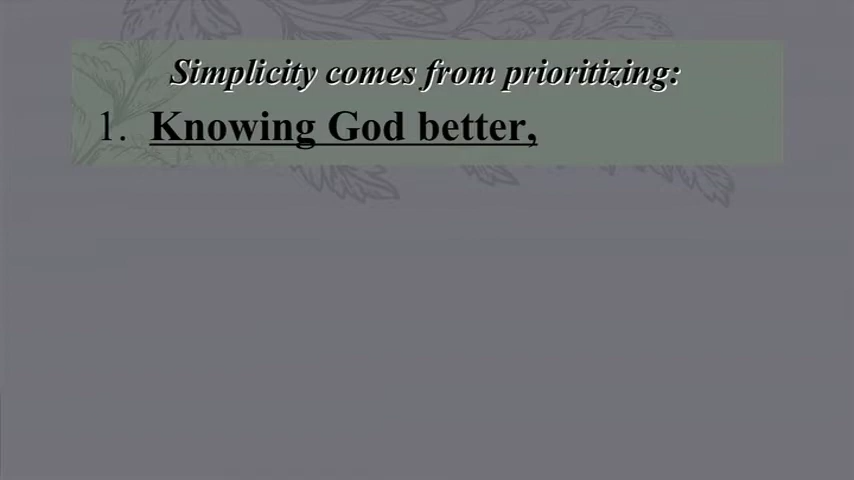 Simplicity comes from prioritizing:
1. Knowing God better,